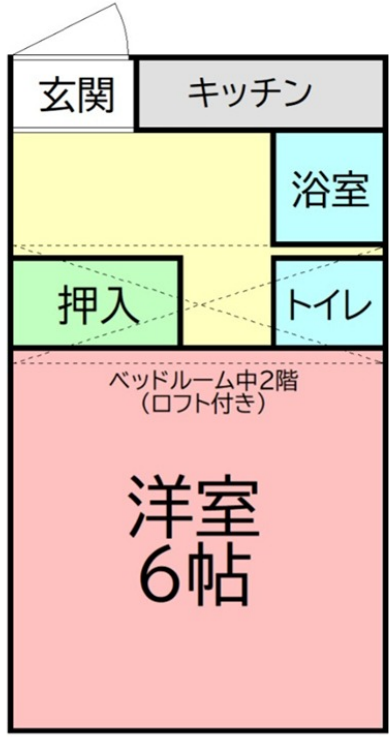 玄関
キッチン
浴室
押入
トイレ
ベッドルーム中2階
（ロフト付き）
洋室
6帖